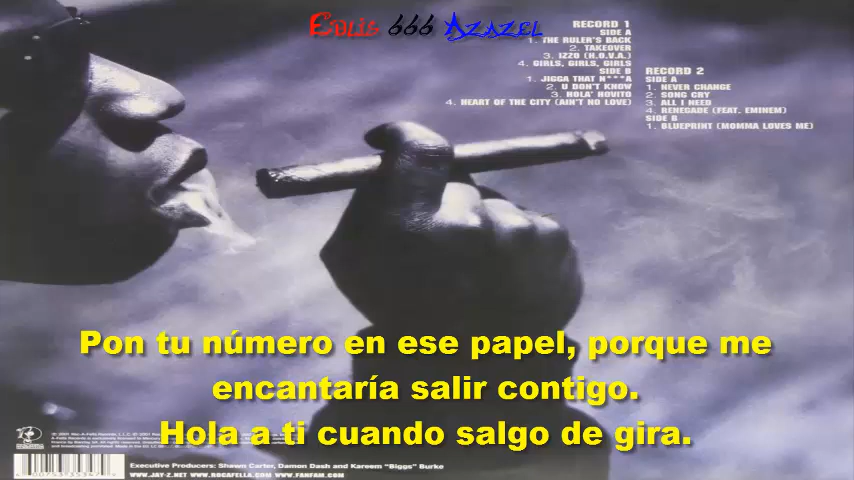 Eblis 666 Azazel
RECORD 1
SIDE A
1. THE RULER'S BACK
2. TAKEOVER
3. IZZO (H.O.V.A.)
4. GIRLS, GIRLS, GIRLS
SIDE B
1. JIGGA THAT N***A
2. U DON'T KNOW
3. HOLA' HOVITO
4. HEART OF THE CITY (AIN'T NO LOVE)
RECORD 2
SIDE A
1. NEVER CHANGE
2. SONG CRY
3. ALL I NEED
4. RENEGADE (FEAT. EMINEM)
SIDE B
1. BLUEPRINT (MOMMA LOVES ME)
Pon tu número en ese papel, porque me
encantaría salir contigo.
Hola a ti cuando salgo de gira.
Executive Producers: Shawn Carter, Damon Dash and Kareem "Biggs" Burke
WWW.JAY-Z.NET WWW.ROCAFELLA.COM WWW.FANFAM.COM